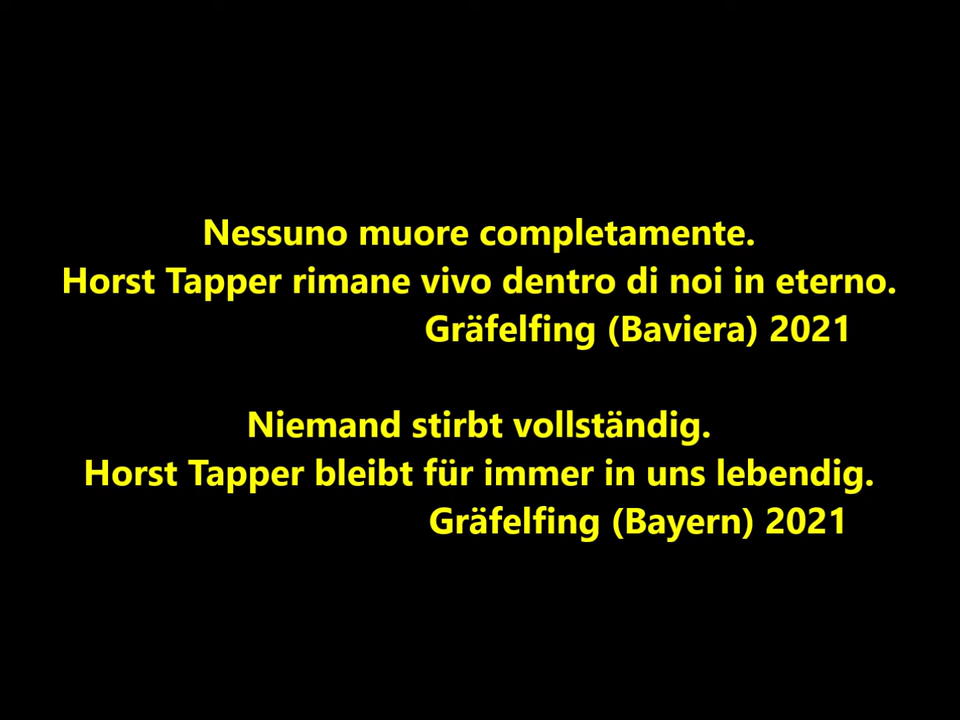 Nessuno muore completamente.
Horst Tapper rimane vivo dentro di noi in eterno.
Gräfelfing (Baviera) 2021
Niemand stirbt vollständig.
Horst Tapper bleibt für immer in uns lebendig.
Gräfelfing (Bayern) 2021